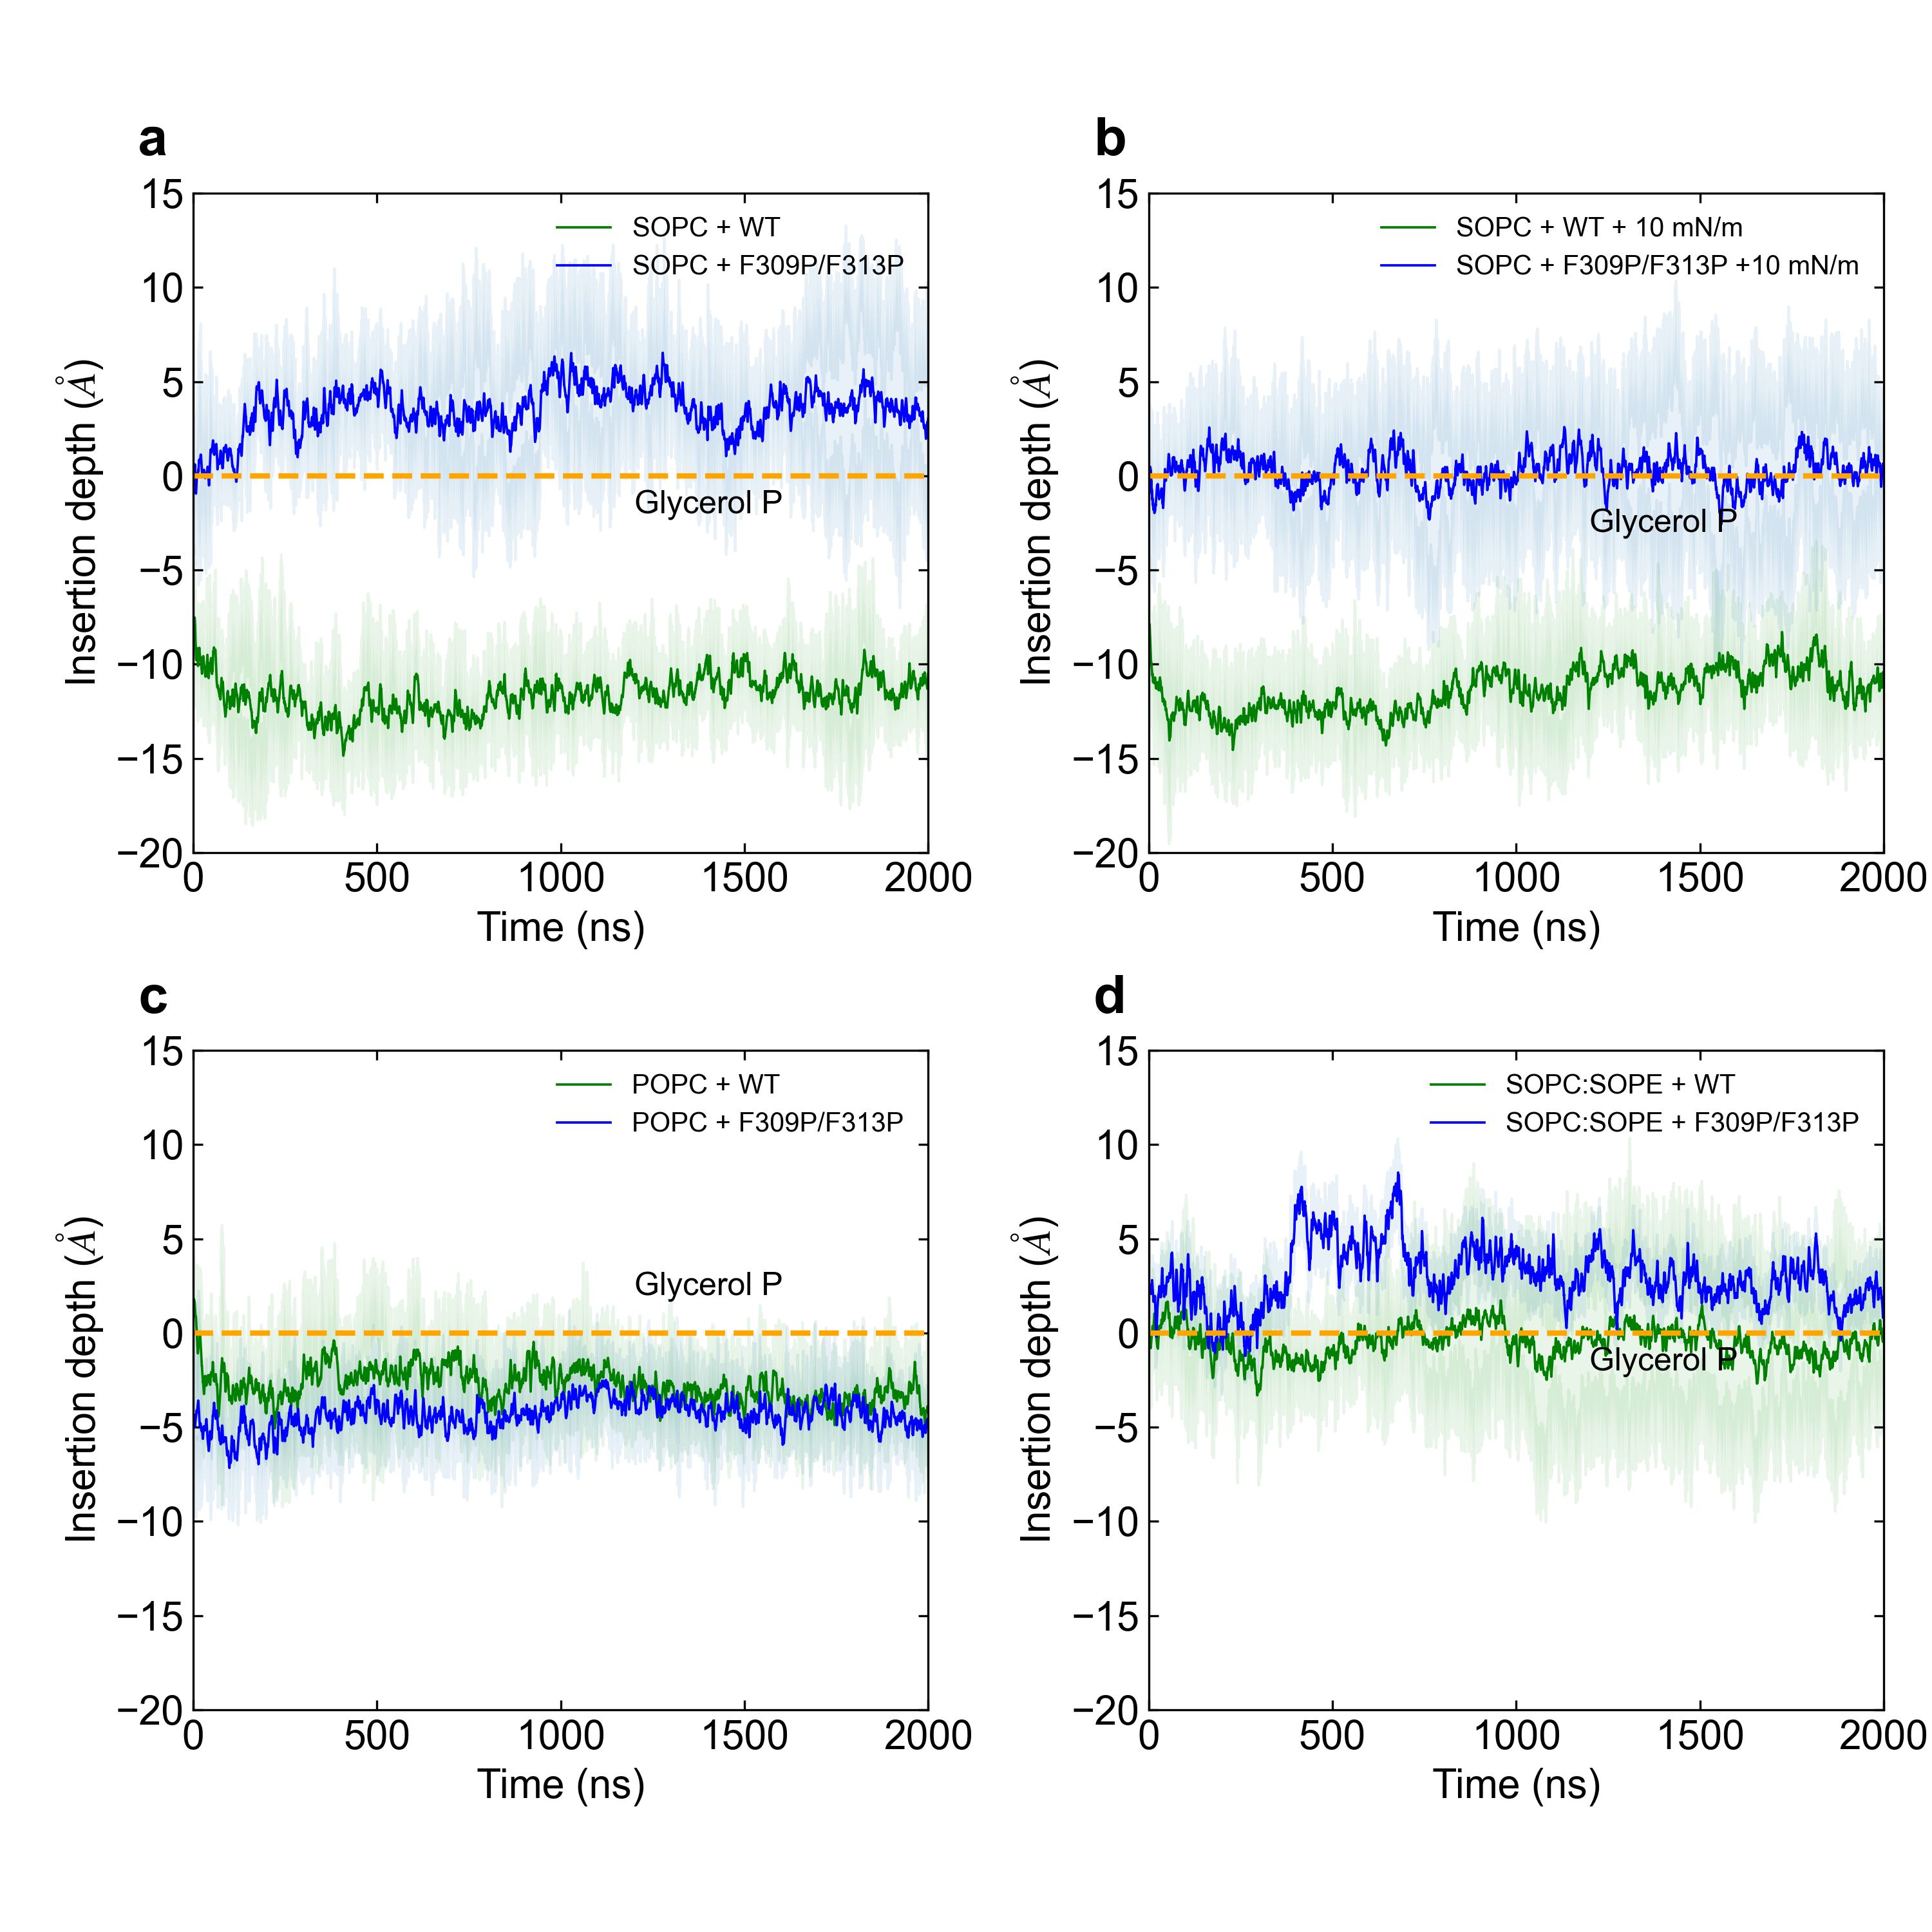 a
15
10
5
0
−5
−10
−15
−20
0 500 1000 1500 2000
Insertion depth (Å)
Time (ns)
SOPC + WT
SOPC + F309P/F313P
Glycerol P
b
15
10
5
0
−5
−10
−15
−20
0 500 1000 1500 2000
Insertion depth (Å)
Time (ns)
SOPC + WT + 10 mN/m
SOPC + F309P/F313P +10 mN/m
Glycerol P
c
15
10
5
0
−5
−10
−15
−20
0 500 1000 1500 2000
Insertion depth (Å)
Time (ns)
POPC + WT
POPC + F309P/F313P
Glycerol P
d
15
10
5
0
−5
−10
−15
−20
0 500 1000 1500 2000
Insertion depth (Å)
Time (ns)
SOPC:SOPE + WT
SOPC:SOPE + F309P/F313P
Glycerol P